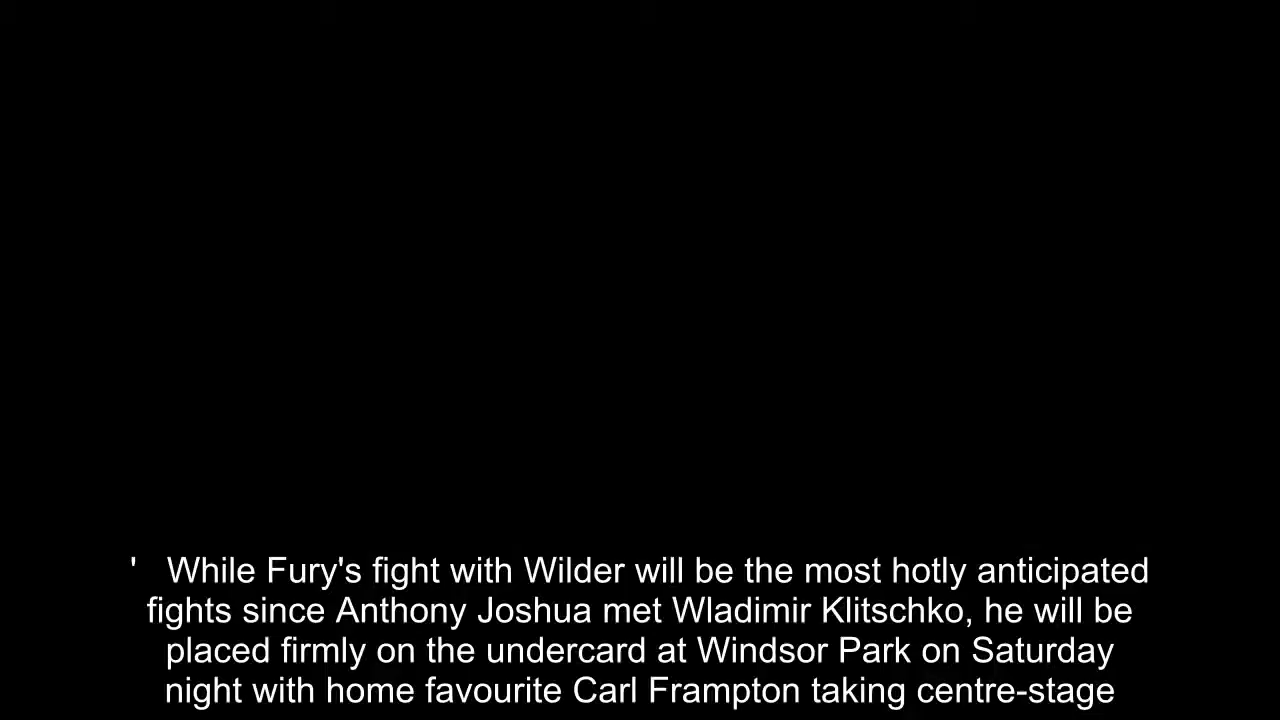 '   While Fury's fight with Wilder will be the most hotly anticipated
fights since Anthony Joshua met Wladimir Klitschko, he will be
placed firmly on the undercard at Windsor Park on Saturday
night with home favourite Carl Frampton taking centre-stage